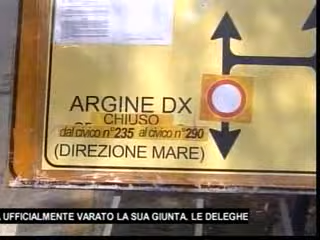 ARGINE DX
CHIUSO
dal civico n°235 al civico n°290
(DIREZIONE MARE)
UFFICIALMENTE VARATO LA SUA GIUNTA. LE DELEGHE